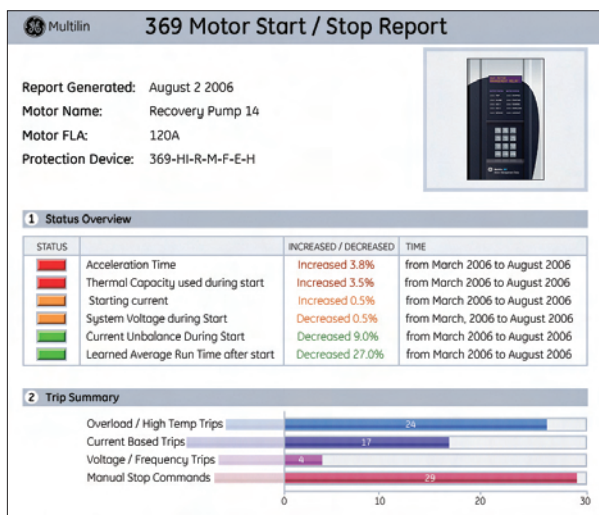 GE Multilin
369 Motor Start / Stop Report
Report Generated: August 2 2006
Motor Name: Recovery Pump 14
Motor FLA: 120A
Protection Device: 369-HI-R-M-F-E-H
1 Status Overview
STATUS INCREASED / DECREASED TIME
Acceleration Time Increased 3.8% from March 2006 to August 2006
Thermal Capacity used during start Increased 3.5% from March 2006 to August 2006
Starting current Increased 0.5% from March 2006 to August 2006
System Voltage during Start Decreased 0.5% from March, 2006 to August 2006
Current Unbalance During Start Decreased 9.0% from March 2006 to August 2006
Learned Average Run Time after start Decreased 27.0% from March 2006 to August 2006
2 Trip Summary
Overload / High Temp Trips 24
Current Based Trips 17
Voltage / Frequency Trips 4
Manual Stop Commands 29
0 10 20 30